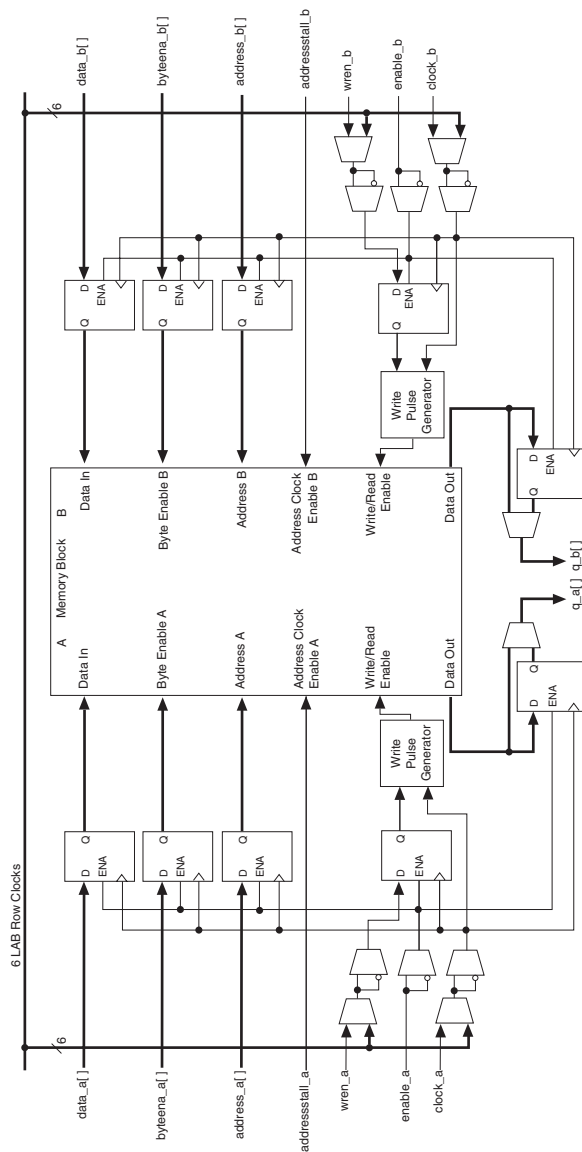 6 LAB Row Clocks
6
6
A Memory Block B
data_a[ ]
D Q
ENA
Data In
Data In
Q D
ENA
data_b[ ]
byteena_a[ ]
D Q
ENA
Byte Enable A
Byte Enable B
Q D
ENA
byteena_b[ ]
address_a[ ]
D Q
ENA
Address A
Address B
Q D
ENA
address_b[ ]
addressstall_a
Address Clock
Enable A
Address Clock
Enable B
addressstall_b
wren_a
enable_a
clock_a
D Q
ENA
Write
Pulse
Generator
Write/Read
Enable
Write/Read
Enable
Write
Pulse
Generator
Q D
ENA
wren_b
enable_b
clock_b
Data Out
Data Out
D Q
ENA
Q D
ENA
q_a[ ]
q_b[ ]